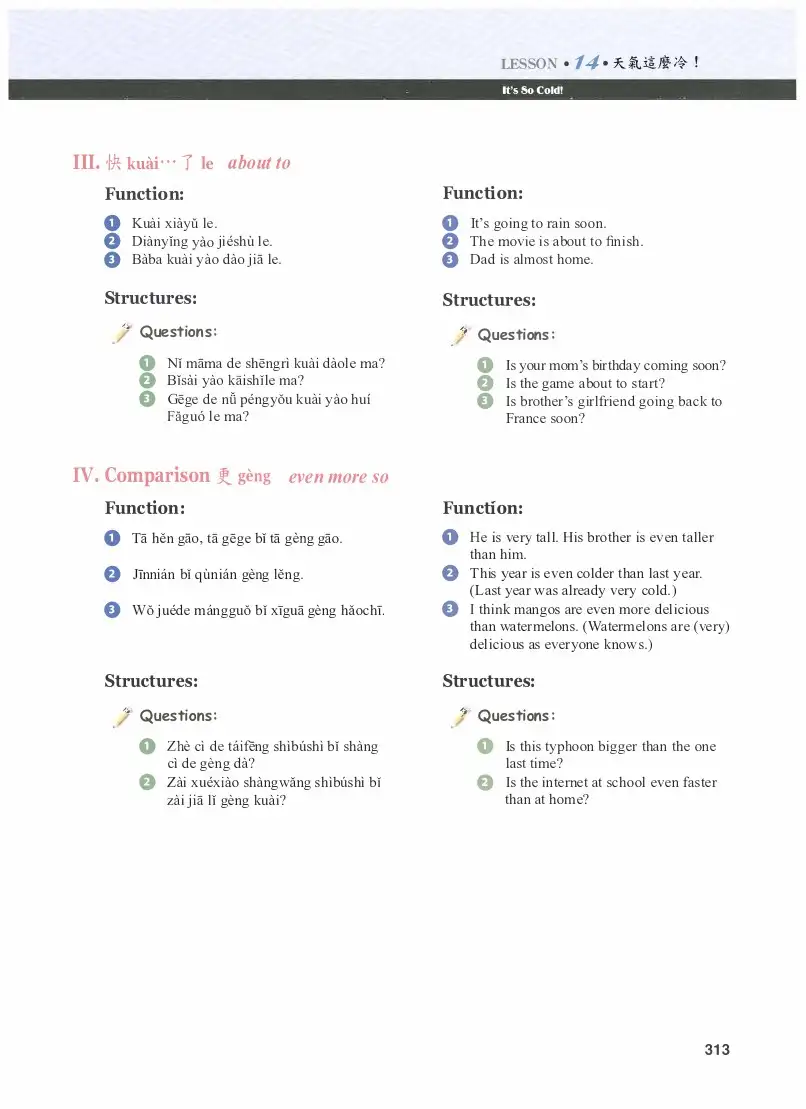 LESSON • 14 • 天氣這麼冷！
It's So Cold!
III. 快 kuài⋯了 le about to
Function:
1 Kuài xiàyǔ le.
2 Diànyǐng yào jiéshù le.
3 Bàba kuài yào dào jiā le.
Structures:
Questions:
1 Nǐ māma de shēngrì kuài dàole ma?
2 Bǐsài yào kāishǐle ma?
3 Gēge de nǚ péngyǒu kuài yào huí
Fǎguó le ma?
Function:
1 It's going to rain soon.
2 The movie is about to finish.
3 Dad is almost home.
Structures:
Questions:
1 Is your mom's birthday coming soon?
2 Is the game about to start?
3 Is brother's girlfriend going back to
France soon?
IV. Comparison 更 gèng even more so
Function:
1 Tā hěn gāo, tā gēge bǐ tā gèng gāo.
2 Jīnnián bǐ qùnián gèng lěng.
3 Wǒ juéde mángguǒ bǐ xīguā gèng hǎochī.
Structures:
Questions:
1 Zhè cì de táifēng shìbúshì bǐ shàng
cì de gèng dà?
2 Zài xuéxiào shàngwǎng shìbúshì bǐ
zài jiā lǐ gèng kuài?
Function:
1 He is very tall. His brother is even taller
than him.
2 This year is even colder than last year.
(Last year was already very cold.)
3 I think mangos are even more delicious
than watermelons. (Watermelons are (very)
delicious as everyone knows.)
Structures:
Questions:
1 Is this typhoon bigger than the one
last time?
2 Is the internet at school even faster
than at home?
313